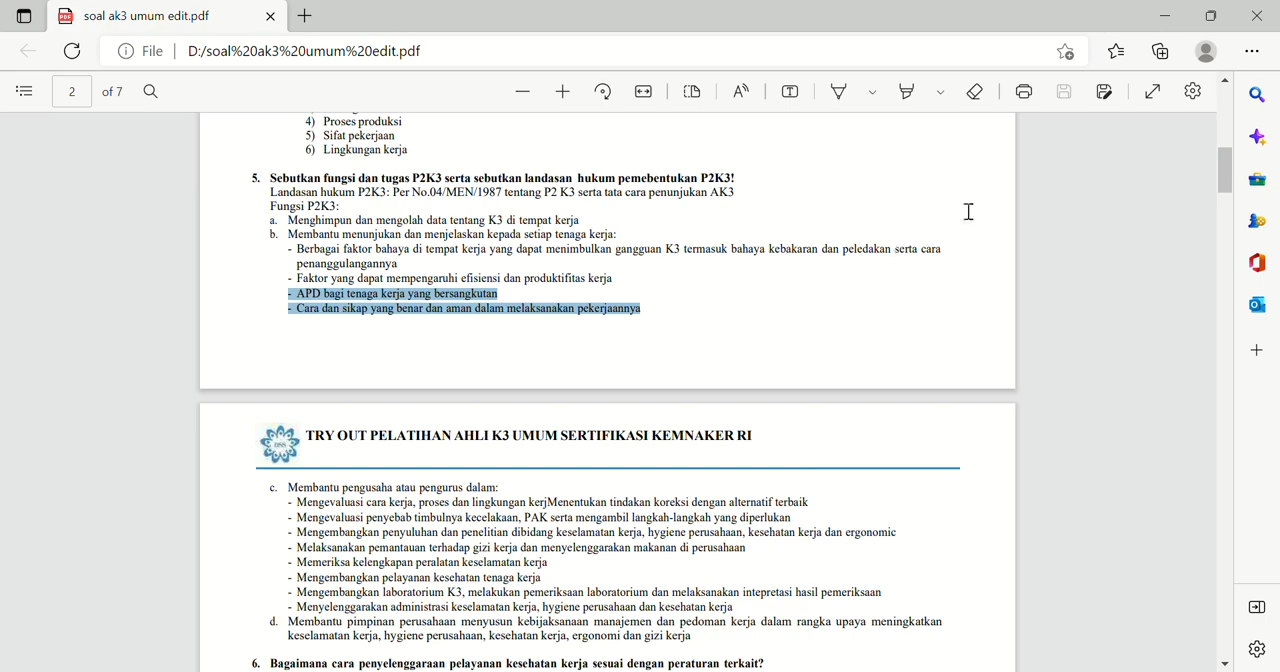 soal ak3 umum edit.pdf
File D:/soal%20ak3%20umum%20edit.pdf
2 of 7
4) Proses produksi
5) Sifat pekerjaan
6) Lingkungan kerja
5. Sebutkan fungsi dan tugas P2K3 serta sebutkan landasan hukum pemebentukan P2K3!
Landasan hukum P2K3: Per No.04/MEN/1987 tentang P2 K3 serta tata cara penunjukan AK3
Fungsi P2K3:
a. Menghimpun dan mengolah data tentang K3 di tempat kerja
b. Membantu menunjukan dan menjelaskan kepada setiap tenaga kerja:
- Berbagai faktor bahaya di tempat kerja yang dapat menimbulkan gangguan K3 termasuk bahaya kebakaran dan peledakan serta cara
penanggulangannya
- Faktor yang dapat mempengaruhi efisiensi dan produktifitas kerja
- APD bagi tenaga kerja yang bersangkutan
- Cara dan sikap yang benar dan aman dalam melaksanakan pekerjaannya
TRY OUT PELATIHAN AHLI K3 UMUM SERTIFIKASI KEMNAKER RI
c. Membantu pengusaha atau pengurus dalam:
- Mengevaluasi cara kerja, proses dan lingkungan kerjMenentukan tindakan koreksi dengan alternatif terbaik
- Mengevaluasi penyebab timbulnya kecelakaan, PAK serta mengambil langkah-langkah yang diperlukan
- Mengembangkan penyuluhan dan penelitian dibidang keselamatan kerja, hygiene perusahaan, kesehatan kerja dan ergonomic
- Melaksanakan pemantauan terhadap gizi kerja dan menyelenggarakan makanan di perusahaan
- Memeriksa kelengkapan peralatan keselamatan kerja
- Mengembangkan pelayanan kesehatan tenaga kerja
- Mengembangkan laboratorium K3, melakukan pemeriksaan laboratorium dan melaksanakan intepretasi hasil pemeriksaan
- Menyelenggarakan administrasi keselamatan kerja, hygiene perusahaan dan kesehatan kerja
d. Membantu pimpinan perusahaan menyusun kebijaksanaan manajemen dan pedoman kerja dalam rangka upaya meningkatkan
keselamatan kerja, hygiene perusahaan, kesehatan kerja, ergonomi dan gizi kerja
6. Bagaimana cara penyelenggaraan pelayanan kesehatan kerja sesuai dengan peraturan terkait?